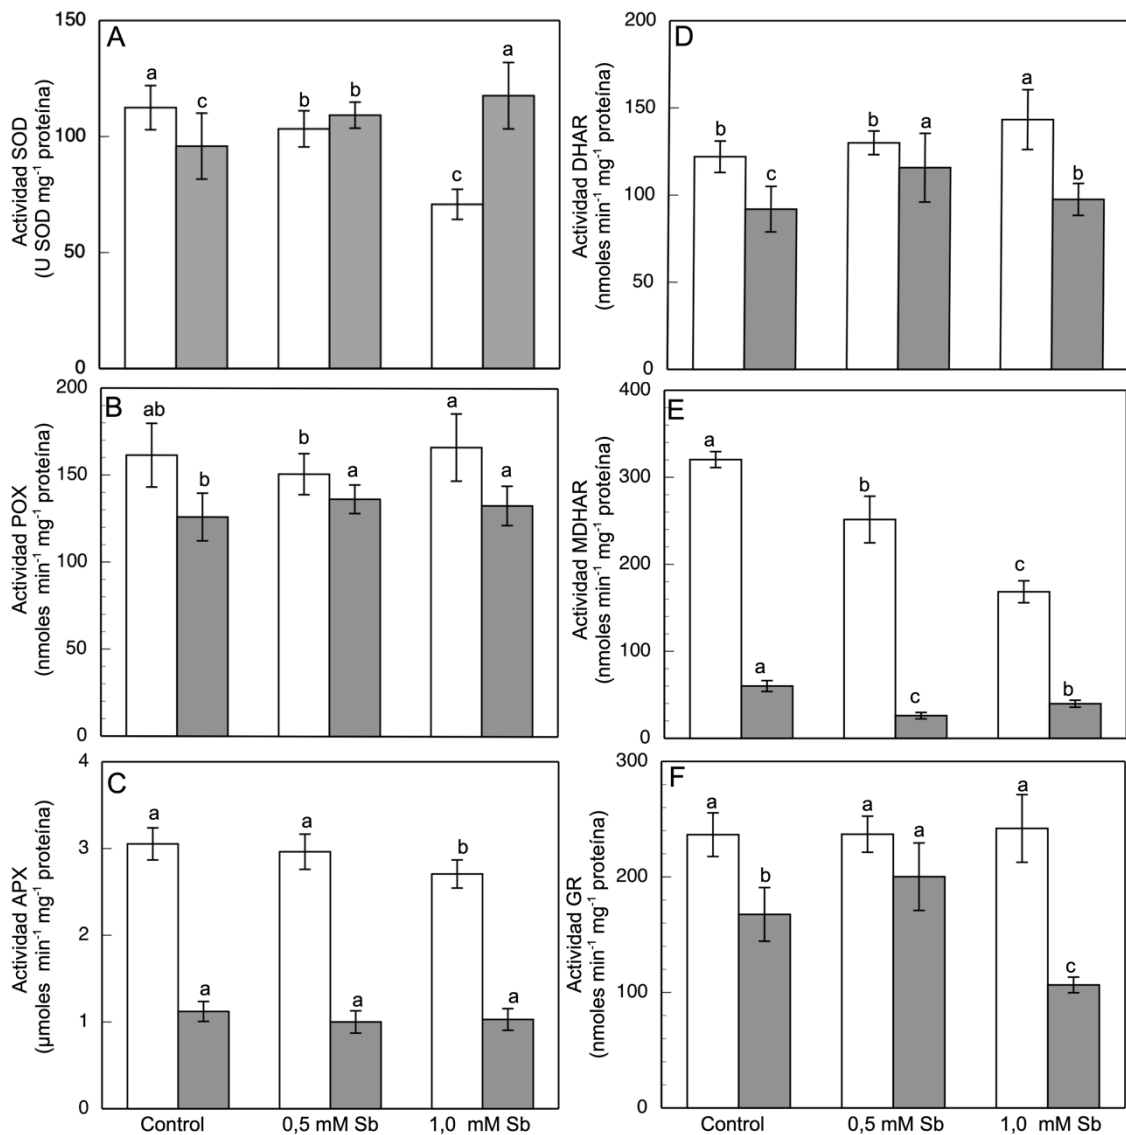 A
Actividad SOD
(U SOD mg⁻¹ proteína)
150
100
50
0
a
c
b
b
c
a
D
Actividad DHAR
(nmoles min⁻¹ mg⁻¹ proteína)
200
150
100
50
0
b
c
b
a
a
b
B
Actividad POX
(nmoles min⁻¹ mg⁻¹ proteína)
200
150
100
50
0
ab
b
b
a
a
a
E
Actividad MDHAR
(nmoles min⁻¹ mg⁻¹ proteína)
400
300
200
100
0
a
a
b
c
c
b
C
Actividad APX
(µmoles min⁻¹ mg⁻¹ proteína)
4
3
2
1
0
a
a
a
a
b
a
Control 0,5 mM Sb 1,0 mM Sb
F
Actividad GR
(nmoles min⁻¹ mg⁻¹ proteína)
300
200
100
0
a
b
a
a
a
c
Control 0,5 mM Sb 1,0 mM Sb